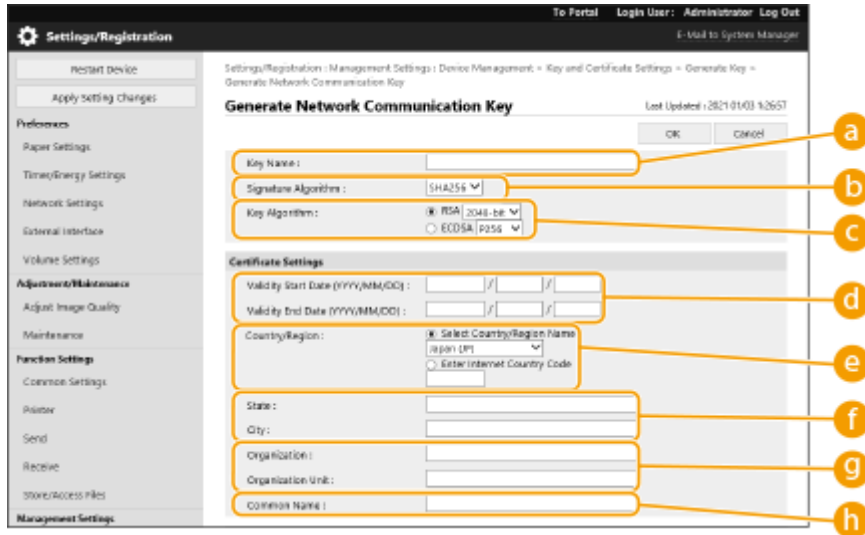 To Portal Login User: Administrator Log Out
Settings/Registration
E-Mail to System Manager
Restart Device
Apply Setting Changes
Preferences
Paper Settings
Timer/Energy Settings
Network Settings
External Interface
Volume Settings
Adjustment/Maintenance
Adjust Image Quality
Maintenance
Function Settings
Common Settings
Printer
Send
Receive
Store/Access Files
Management Settings
Settings/Registration : Management Settings : Device Management > Key and Certificate Settings > Generate Key >
Generate Network Communication Key
Generate Network Communication Key
Last Updated : 2021 01/03 1:26:57
OK Cancel
Key Name :
Signature Algorithm : SHA256
Key Algorithm : RSA 2048-bit
ECDSA P256
Certificate Settings
Validity Start Date (YYYY/MM/DD) : / /
Validity End Date (YYYY/MM/DD) : / /
Country/Region : Select Country/Region Name
Japan (JP)
Enter Internet Country Code
State :
City :
Organization :
Organization Unit :
Common Name :
a
b
c
d
e
f
g
h